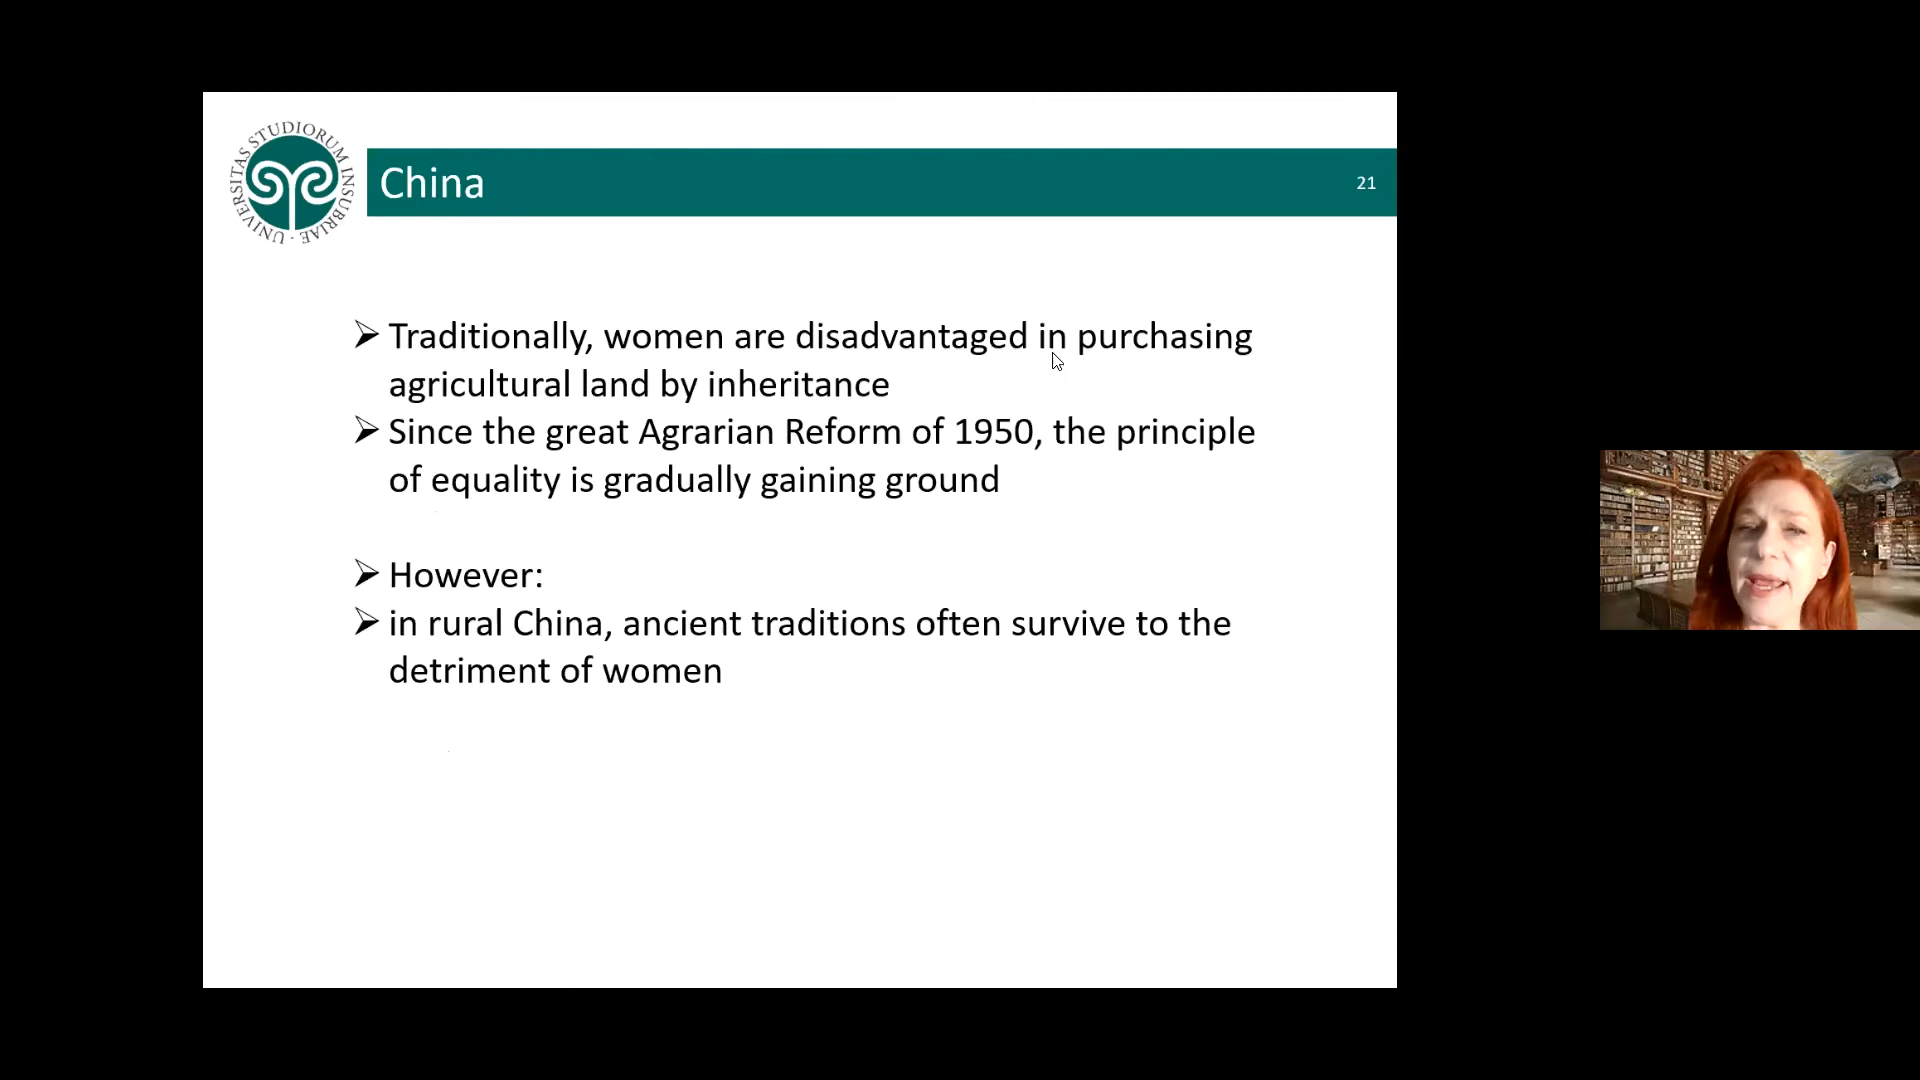 UNIVERSITAS STUDIORUM INSUBRIAE
China
21
➢ Traditionally, women are disadvantaged in purchasing
agricultural land by inheritance
➢ Since the great Agrarian Reform of 1950, the principle
of equality is gradually gaining ground
➢ However:
➢ in rural China, ancient traditions often survive to the
detriment of women